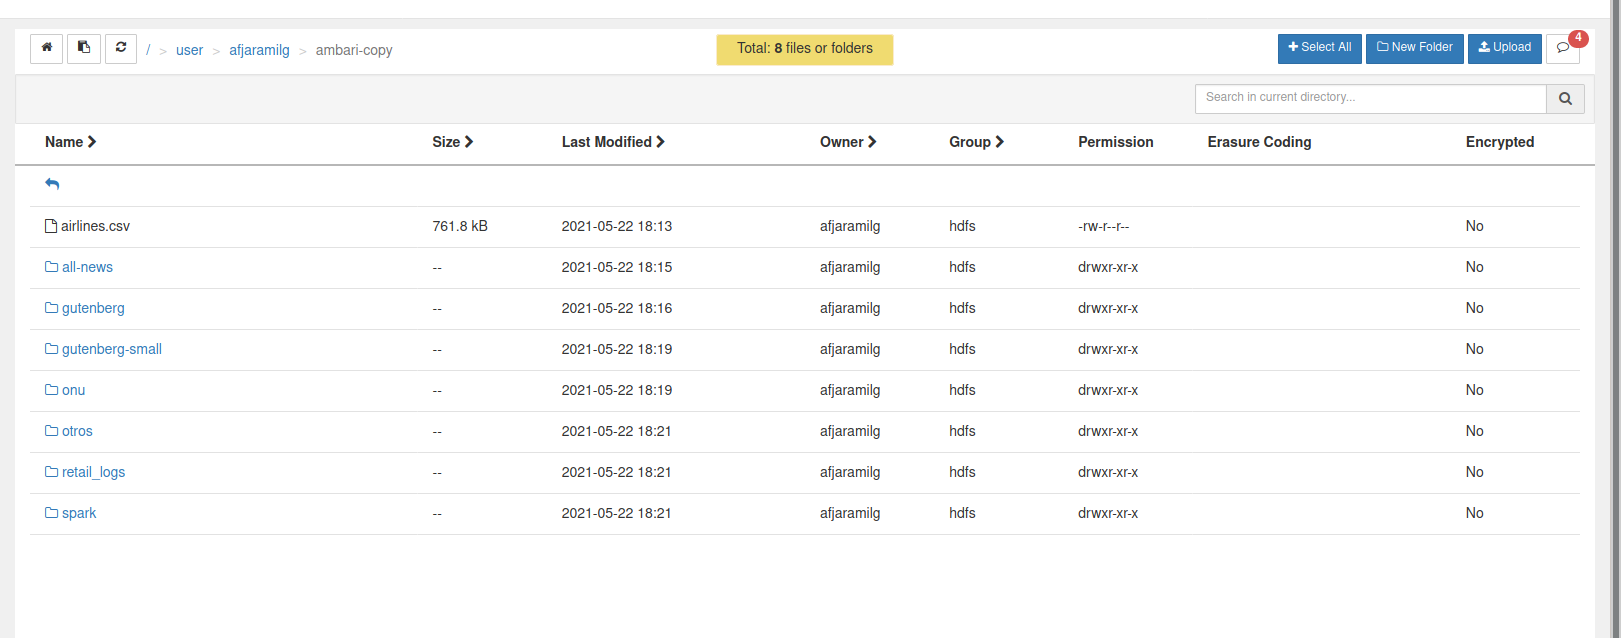 / > user > afjaramilg > ambari-copy Total: 8 files or folders Select All New Folder Upload 4
Search in current directory...
Name Size Last Modified Owner Group Permission Erasure Coding Encrypted
airlines.csv 761.8 kB 2021-05-22 18:13 afjaramilg hdfs -rw-r--r-- No
all-news -- 2021-05-22 18:15 afjaramilg hdfs drwxr-xr-x No
gutenberg -- 2021-05-22 18:16 afjaramilg hdfs drwxr-xr-x No
gutenberg-small -- 2021-05-22 18:19 afjaramilg hdfs drwxr-xr-x No
onu -- 2021-05-22 18:19 afjaramilg hdfs drwxr-xr-x No
otros -- 2021-05-22 18:21 afjaramilg hdfs drwxr-xr-x No
retail_logs -- 2021-05-22 18:21 afjaramilg hdfs drwxr-xr-x No
spark -- 2021-05-22 18:21 afjaramilg hdfs drwxr-xr-x No